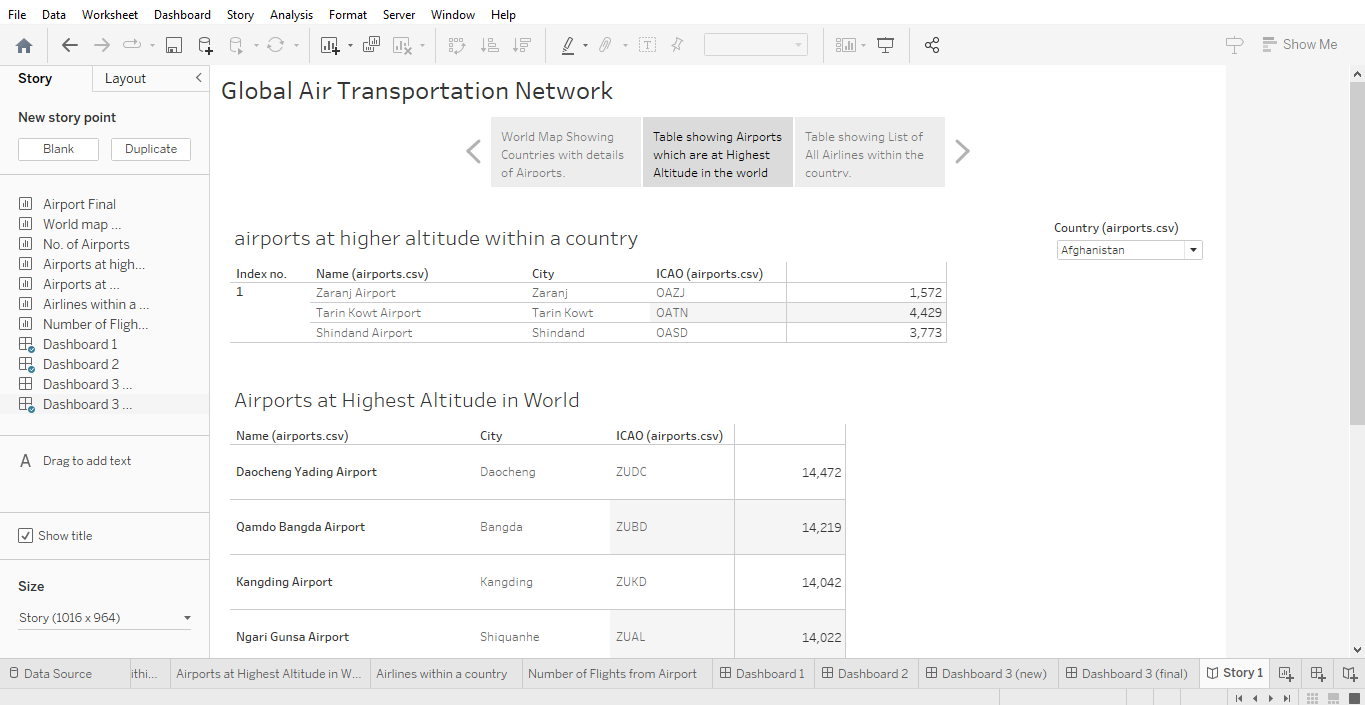 File Data Worksheet Dashboard Story Analysis Format Server Window Help
Show Me
Story Layout
New story point
Blank Duplicate
Airport Final
World map ...
No. of Airports
Airports at high...
Airports at ...
Airlines within a ...
Number of Fligh...
Dashboard 1
Dashboard 2
Dashboard 3 ...
Dashboard 3 ...
A Drag to add text
Show title
Size
Story (1016 x 964)
Global Air Transportation Network
World Map Showing
Countries with details
of Airports.
Table showing Airports
which are at Highest
Altitude in the world
Table showing List of
All Airlines within the
country.
airports at higher altitude within a country
Country (airports.csv)
Afghanistan
Index no. Name (airports.csv) City ICAO (airports.csv)
1 Zaranj Airport Zaranj OAZJ 1,572
Tarin Kowt Airport Tarin Kowt OATN 4,429
Shindand Airport Shindand OASD 3,773
Airports at Highest Altitude in World
Name (airports.csv) City ICAO (airports.csv)
Daocheng Yading Airport Daocheng ZUDC 14,472
Qamdo Bangda Airport Bangda ZUBD 14,219
Kangding Airport Kangding ZUKD 14,042
Ngari Gunsa Airport Shiquanhe ZUAL 14,022
Data Source ithi... Airports at Highest Altitude in W... Airlines within a country Number of Flights from Airport Dashboard 1 Dashboard 2 Dashboard 3 (new) Dashboard 3 (final) Story 1